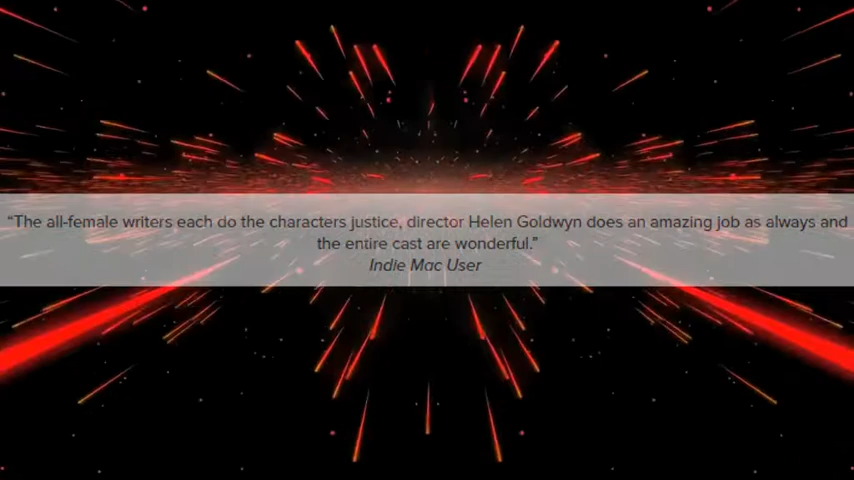 “The all-female writers each do the characters justice, director Helen Goldwyn does an amazing job as always and
the entire cast are wonderful.”
Indie Mac User